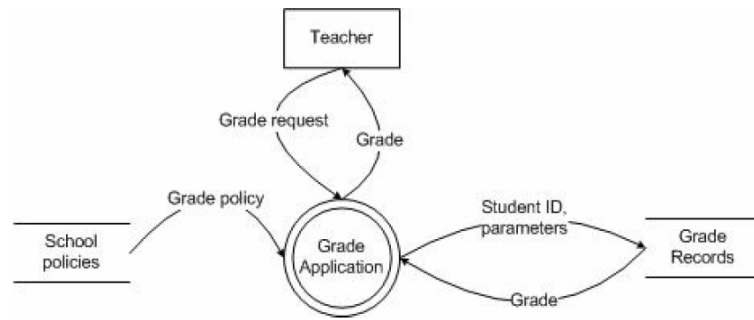 Teacher
Grade request
Grade
Grade policy
School
policies
Grade
Application
Student ID,
parameters
Grade
Records
Grade